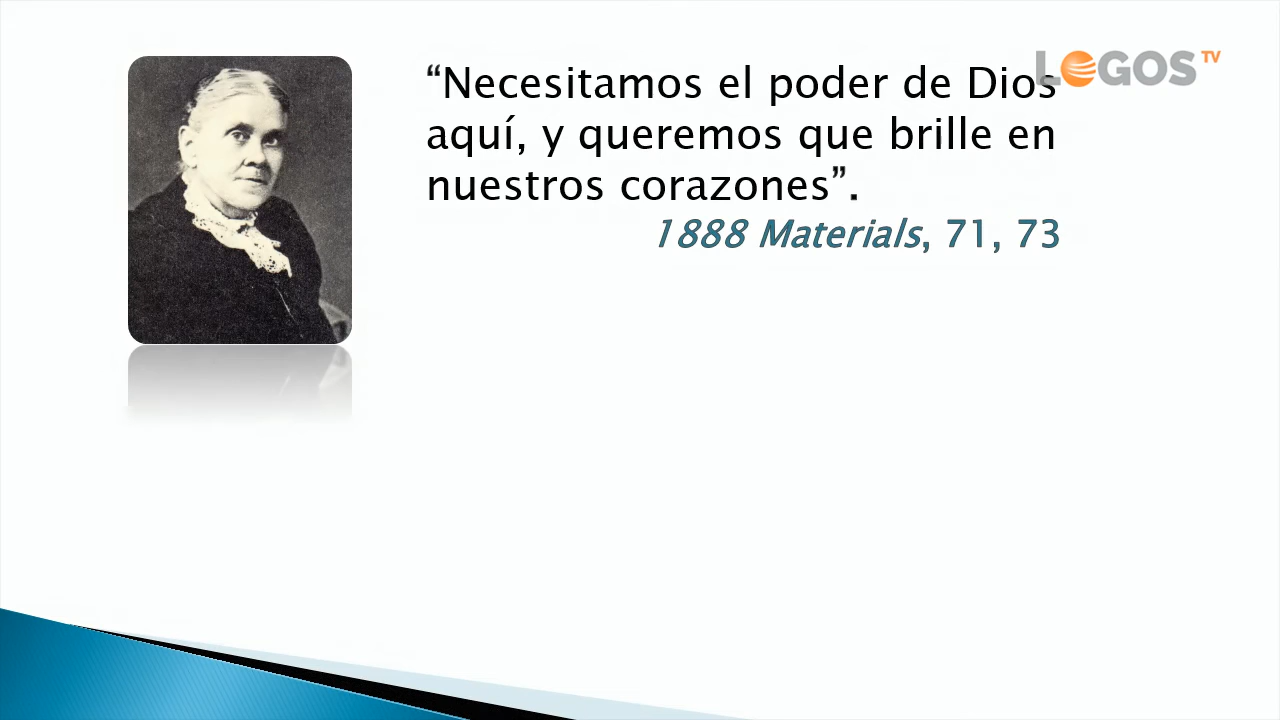 “Necesitamos el poder de Dios
aquí, y queremos que brille en
nuestros corazones”.
1888 Materials, 71, 73
LOGOS TV